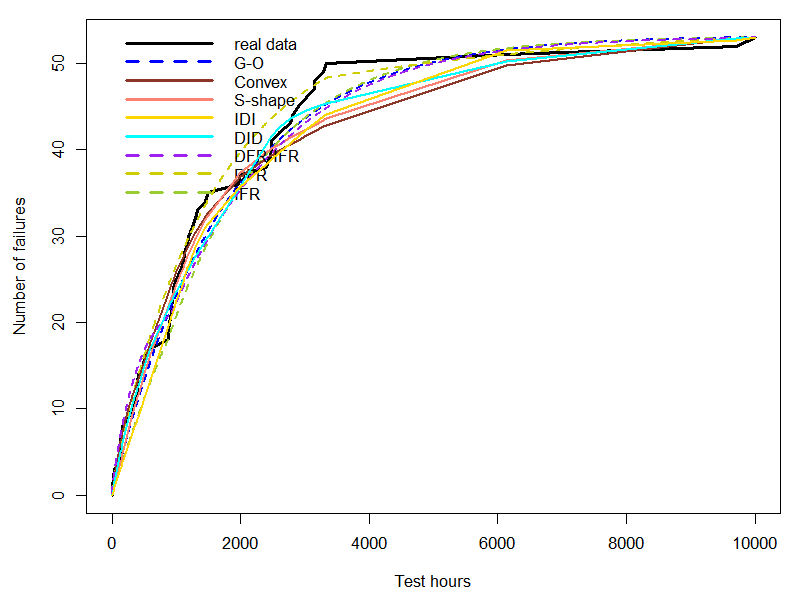 real data
G-O
Convex
S-shape
IDI
DID
DFR-IFR
DFR
IFR
0
10
20
30
40
50
Number of failures
0
2000
4000
6000
8000
10000
Test hours